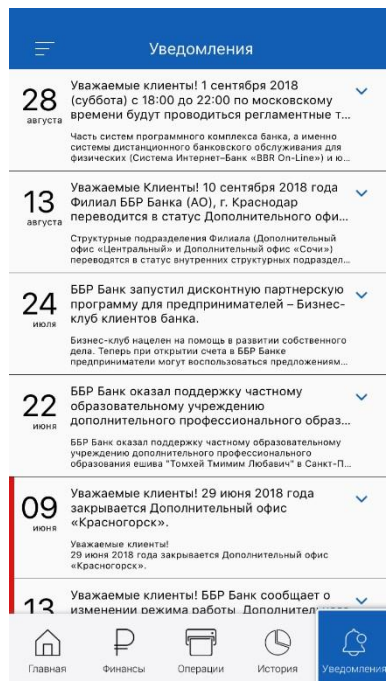 Уведомления
28
августа
Уважаемые клиенты! 1 сентября 2018
(суббота) с 18:00 до 22:00 по московскому
времени будут проводиться регламентные т...
Часть систем программного комплекса банка, а именно
системы дистанционного банковского обслуживания для
физических (Система Интернет–Банк «BBR On-Line») и ю...
13
августа
Уважаемые Клиенты! 10 сентября 2018 года
Филиал ББР Банка (АО), г. Краснодар
переводится в статус Дополнительного офи...
Структурные подразделения Филиала (Дополнительный
офис «Центральный» и Дополнительный офис «Сочи»)
переводятся в статус внутренних структурных подраздел...
24
июля
ББР Банк запустил дисконтную партнерскую
программу для предпринимателей – Бизнес-
клуб клиентов банка.
Бизнес-клуб нацелен на помощь в развитии собственного
дела. Теперь при открытии счета в ББР Банке
предприниматели могут воспользоваться предложениям...
22
июня
ББР Банк оказал поддержку частному
образовательному учреждению
дополнительного профессионального образ...
ББР Банк оказал поддержку частному образовательному
учреждению дополнительного профессионального
образования ешива "Томхей Тмимим Любавич" в Санкт-П...
09
июня
Уважаемые клиенты! 29 июня 2018 года
закрывается Дополнительный офис
«Красногорск».
Уважаемые клиенты!
29 июня 2018 года закрывается Дополнительный офис
«Красногорск».
13
Уважаемые клиенты! ББР Банк сообщает о
изменении режима работы Дополнительного
Главная
Финансы
Операции
История
Уведомления